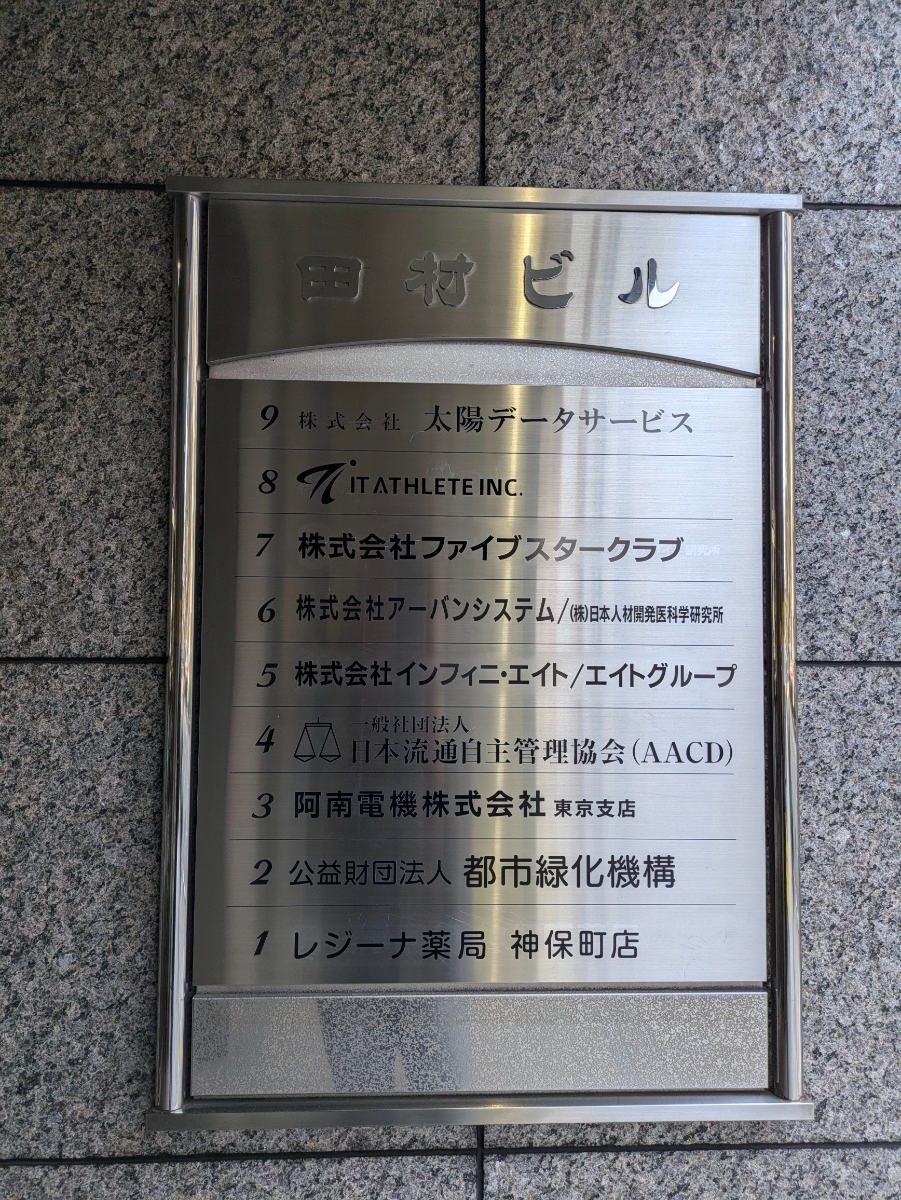 田村ビル
9 株式会社 太陽データサービス
8 IT ATHLETE INC.
7 株式会社ファイブスタークラブ 研究所
6 株式会社アーバンシステム/(株)日本人材開発医科学研究所
5 株式会社インフィニ・エイト/エイトグループ
4 一般社団法人
日本流通自主管理協会(AACD)
3 阿南電機株式会社 東京支店
2 公益財団法人 都市緑化機構
1 レジーナ薬局 神保町店